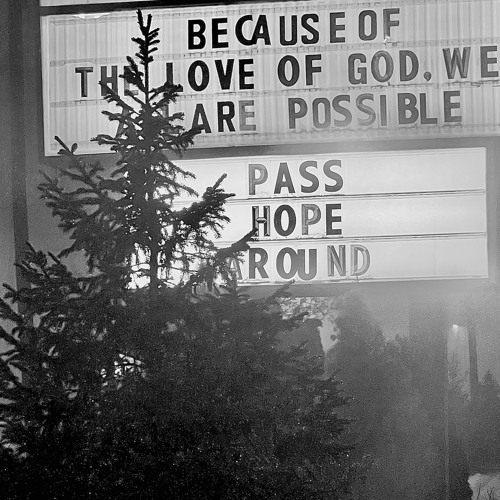 BECAUSE OF
THE LOVE OF GOD, WE
ARE POSSIBLE
PASS
HOPE
AROUND